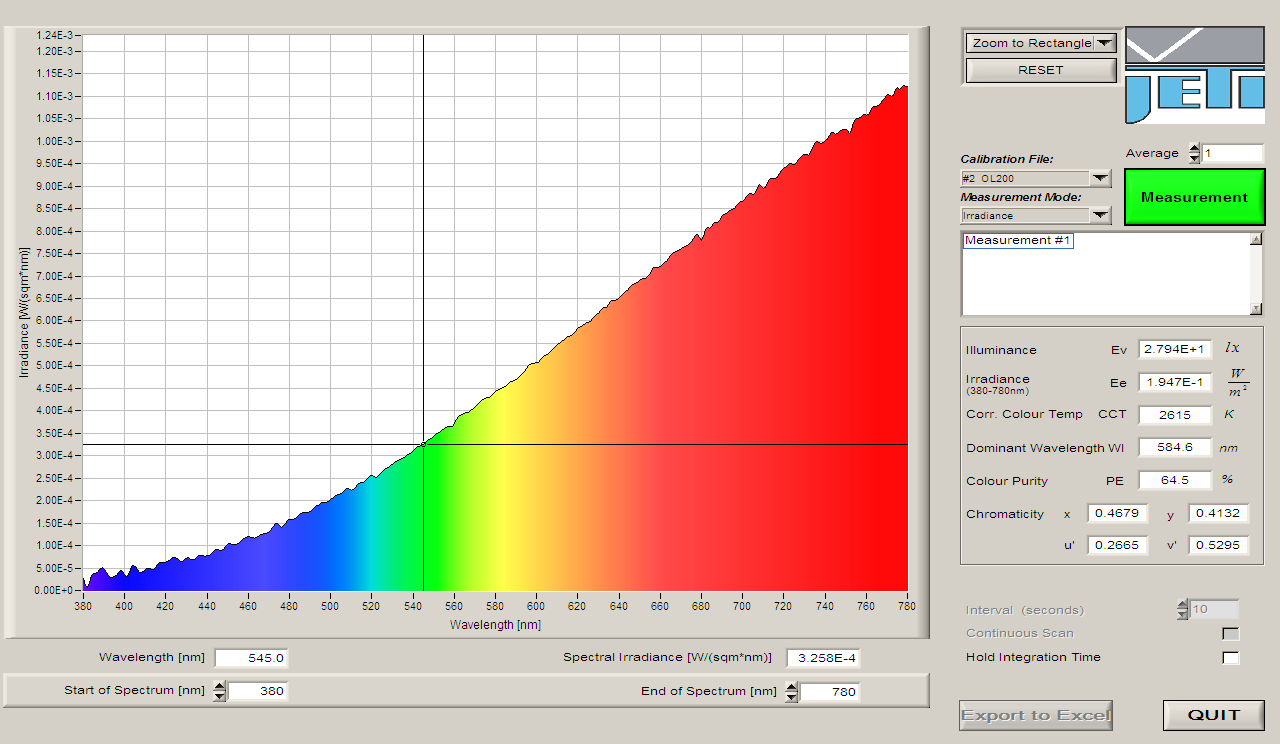 1.24E-3
1.20E-3
1.15E-3
1.10E-3
1.05E-3
1.00E-3
9.50E-4
9.00E-4
8.50E-4
8.00E-4
7.50E-4
7.00E-4
6.50E-4
6.00E-4
5.50E-4
5.00E-4
4.50E-4
4.00E-4
3.50E-4
3.00E-4
2.50E-4
2.00E-4
1.50E-4
1.00E-4
5.00E-5
0.00E+0
Irradiance [W/(sqm*nm)]
380 400 420 440 460 480 500 520 540 560 580 600 620 640 660 680 700 720 740 760 780
Wavelength [nm]
Wavelength [nm] 545.0 Spectral Irradiance [W/(sqm*nm)] 3.258E-4
Start of Spectrum [nm] 380 End of Spectrum [nm] 780
Zoom to Rectangle
RESET
JETI
Average 1
Calibration File:
#2 OL200
Measurement Mode:
Irradiance
Measurement
Measurement #1
Illuminance Ev 2.794E+1 lx
Irradiance Ee 1.947E-1 W/m²
(380-780nm)
Corr. Colour Temp CCT 2615 K
Dominant Wavelength Wl 584.6 nm
Colour Purity PE 64.5 %
Chromaticity x 0.4679 y 0.4132
u' 0.2665 v' 0.5295
Interval (seconds) 10
Continuous Scan
Hold Integration Time
Export to Excel QUIT